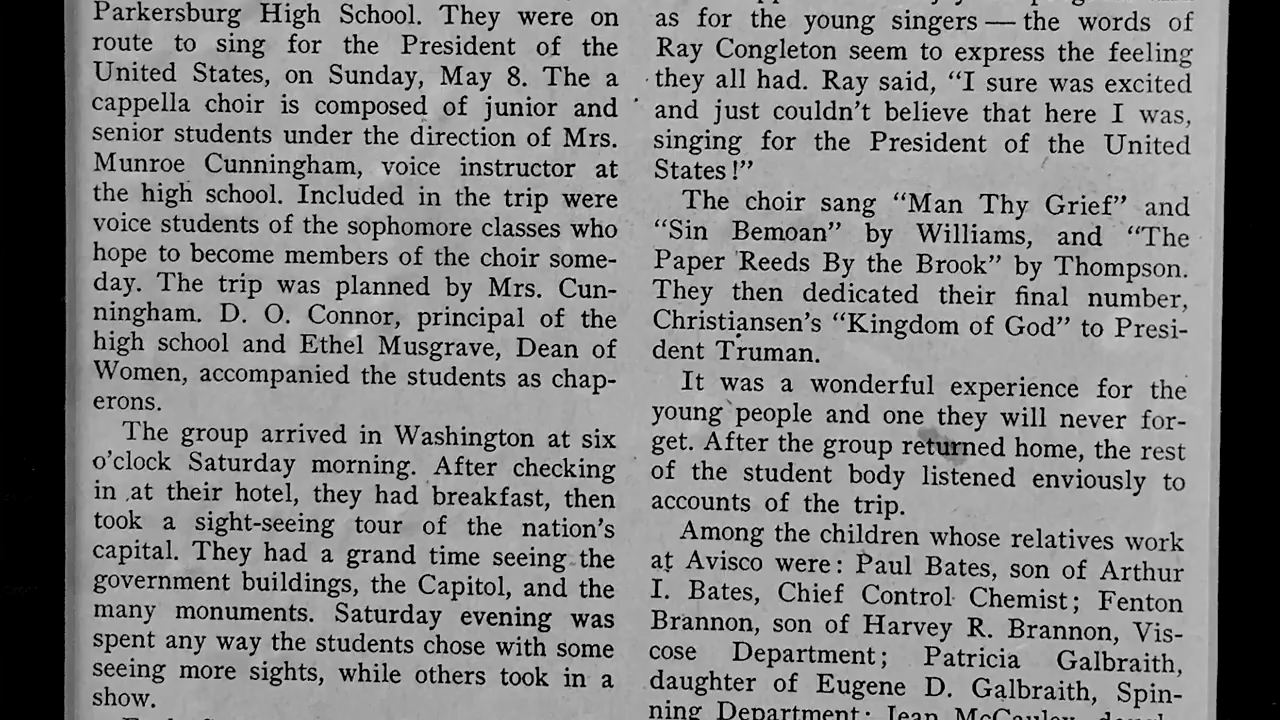 Parkersburg High School. They were on
route to sing for the President of the
United States, on Sunday, May 8. The a
cappella choir is composed of junior and
senior students under the direction of Mrs.
Munroe Cunningham, voice instructor at
the high school. Included in the trip were
voice students of the sophomore classes who
hope to become members of the choir some-
day. The trip was planned by Mrs. Cun-
ningham. D. O. Connor, principal of the
high school and Ethel Musgrave, Dean of
Women, accompanied the students as chap-
erons.
The group arrived in Washington at six
o'clock Saturday morning. After checking
in at their hotel, they had breakfast, then
took a sight-seeing tour of the nation's
capital. They had a grand time seeing the
government buildings, the Capitol, and the
many monuments. Saturday evening was
spent any way the students chose with some
seeing more sights, while others took in a
show.
as for the young singers — the words of
Ray Congleton seem to express the feeling
they all had. Ray said, “I sure was excited
and just couldn't believe that here I was,
singing for the President of the United
States!”
The choir sang “Man Thy Grief” and
“Sin Bemoan” by Williams, and “The
Paper Reeds By the Brook” by Thompson.
They then dedicated their final number,
Christiansen's “Kingdom of God” to Presi-
dent Truman.
It was a wonderful experience for the
young people and one they will never for-
get. After the group returned home, the rest
of the student body listened enviously to
accounts of the trip.
Among the children whose relatives work
at Avisco were: Paul Bates, son of Arthur
I. Bates, Chief Control Chemist; Fenton
Brannon, son of Harvey R. Brannon, Vis-
cose Department; Patricia Galbraith,
daughter of Eugene D. Galbraith, Spin-
ning Department; Jean McCauley,